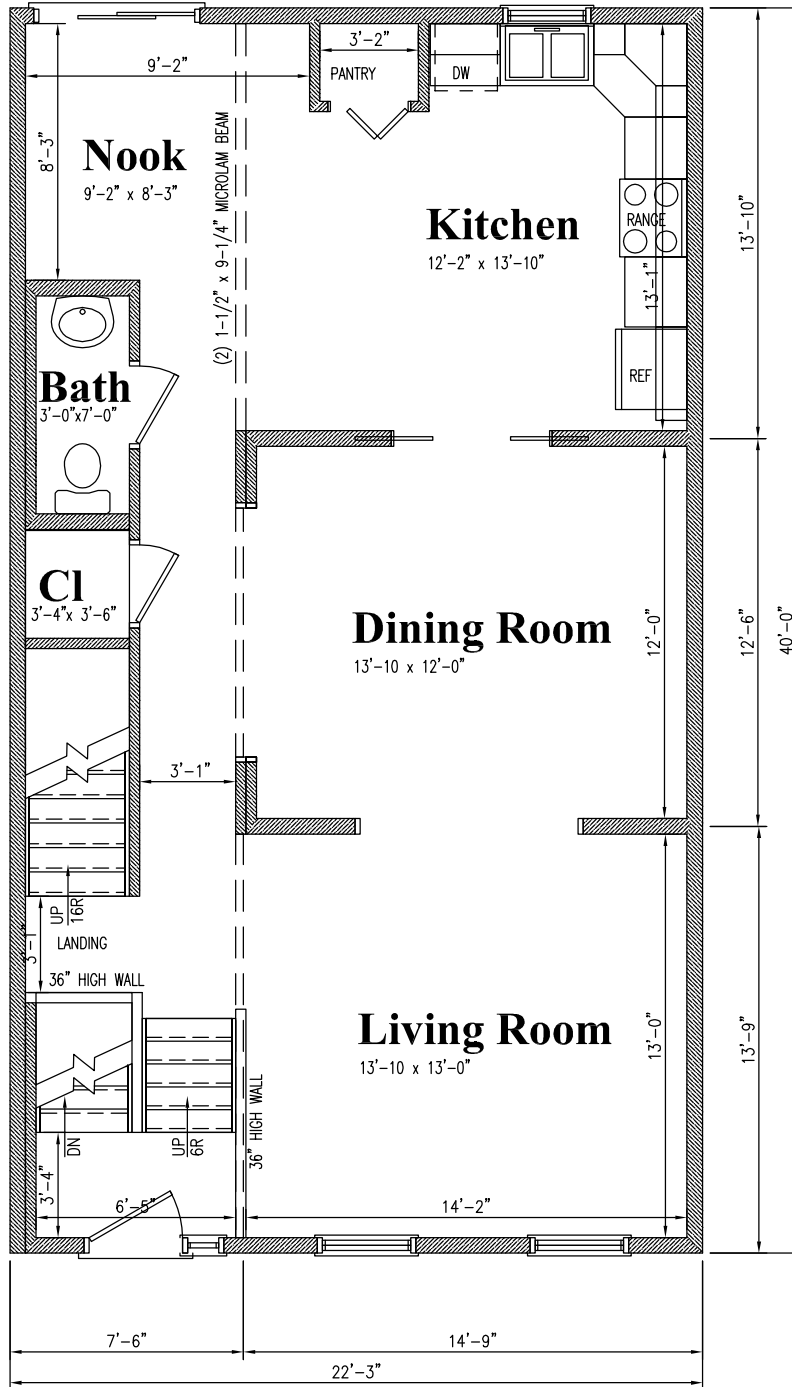 3'-2"
9'-2"
PANTRY
DW
8'-3"
Nook
9'-2" x 8'-3"
(2) 1-1/2" x 9-1/4" MICROLAM BEAM
Kitchen
12'-2" x 13'-10"
RANGE
13'-10"
13'-1"
REF
Bath
3'-0"x7'-0"
Cl
3'-4"x 3'-6"
Dining Room
13'-10 x 12'-0"
12'-0"
12'-6"
40'-0"
3'-1"
UP
16R
LANDING
3'-1"
36" HIGH WALL
Living Room
13'-10 x 13'-0"
13'-0"
13'-9"
36" HIGH WALL
DN
UP
6R
3'-4"
6'-5"
14'-2"
7'-6"
14'-9"
22'-3"